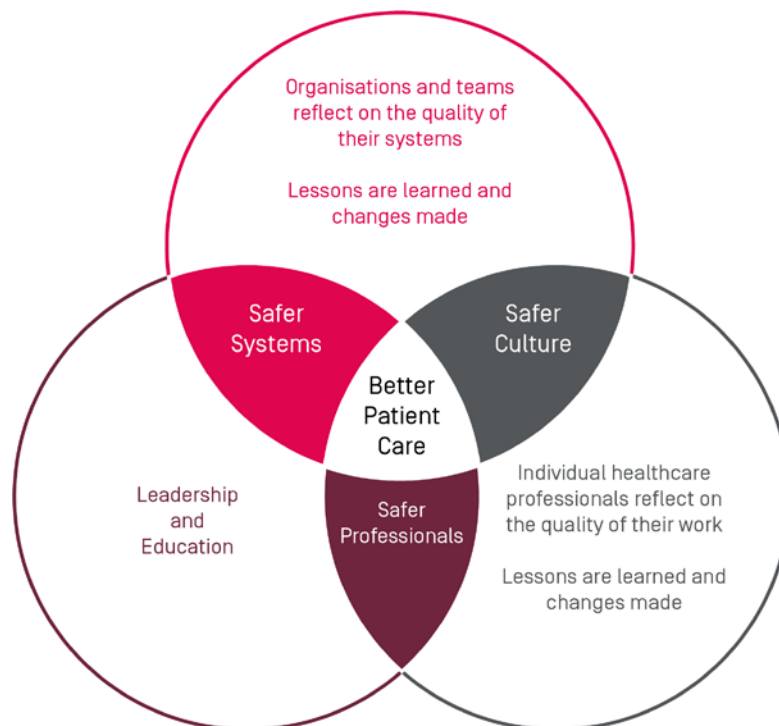 Organisations and teams
reflect on the quality of
their systems
Lessons are learned and
changes made
Safer
Systems
Safer
Culture
Better
Patient
Care
Leadership
and
Education
Safer
Professionals
Individual healthcare
professionals reflect on
the quality of their work
Lessons are learned and
changes made